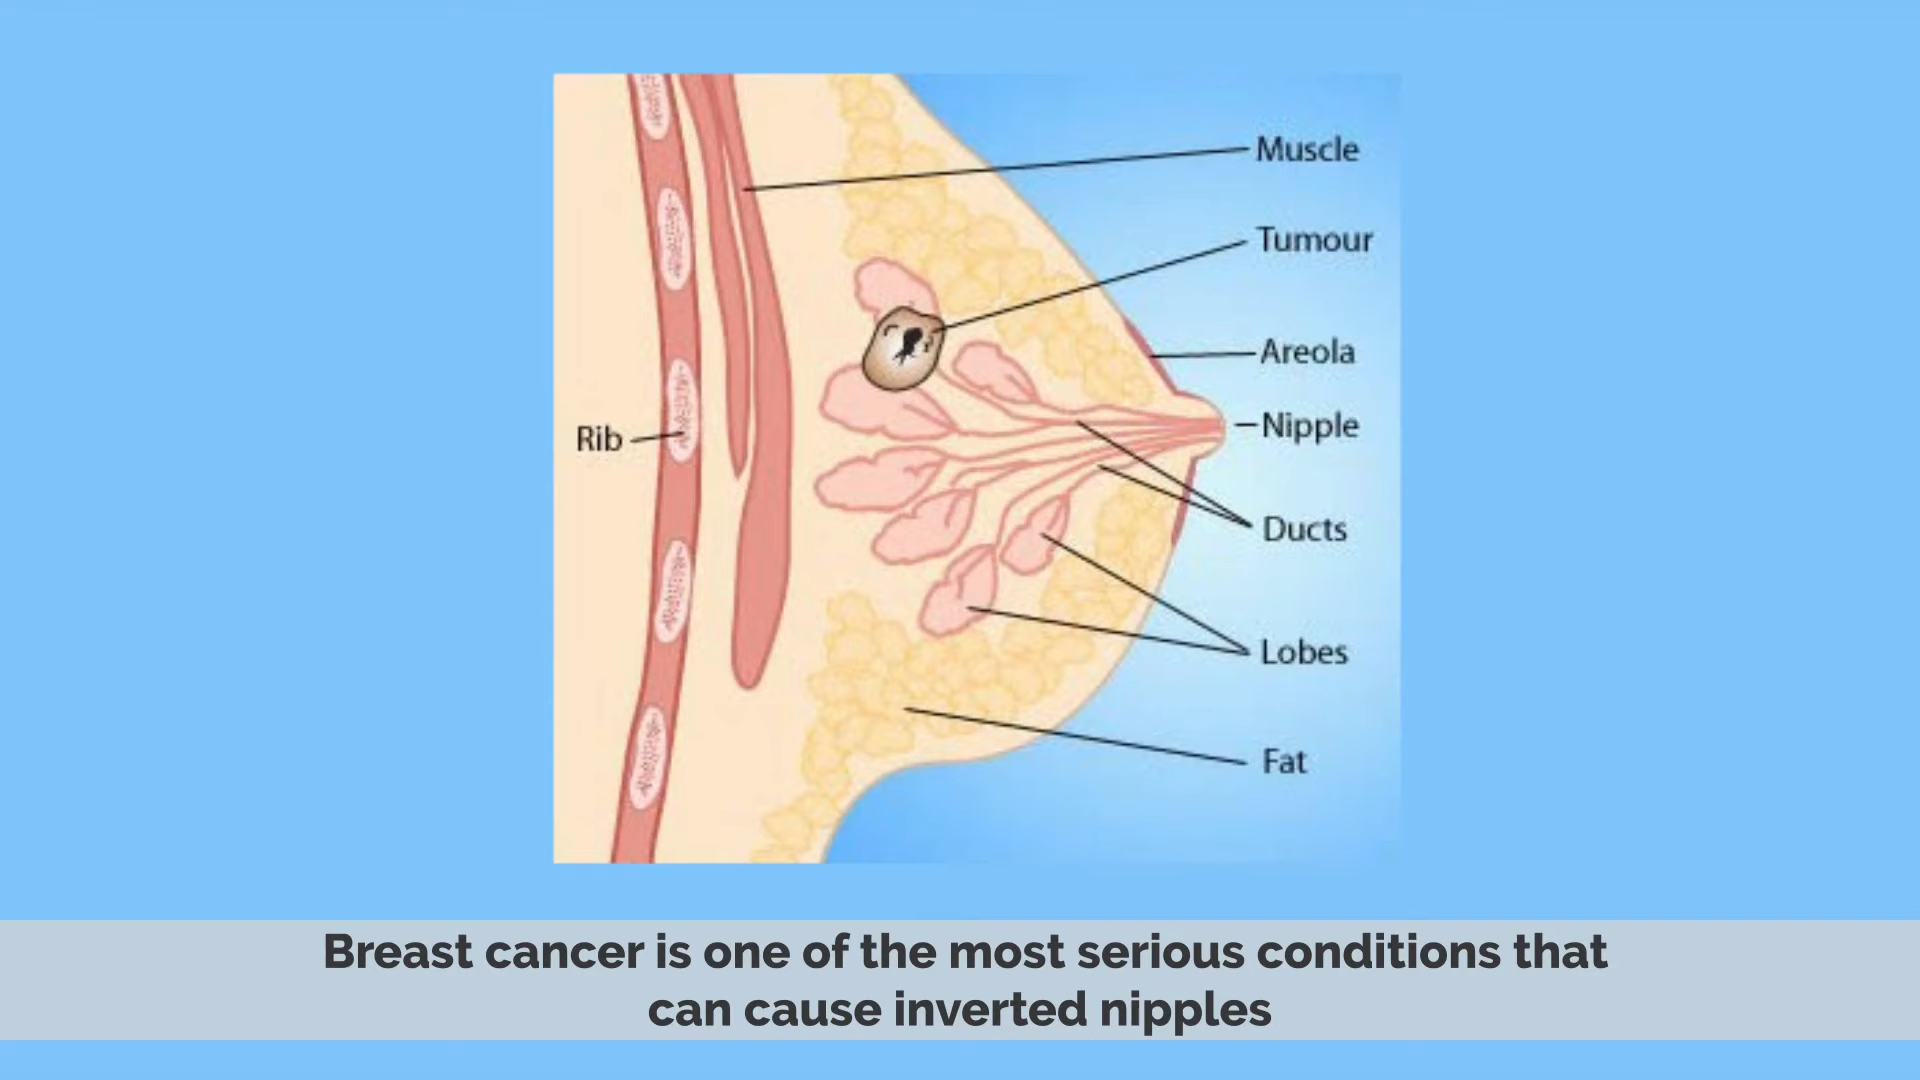 Muscle
Tumour
Areola
Nipple
Rib
Ducts
Lobes
Fat
Breast cancer is one of the most serious conditions that
can cause inverted nipples